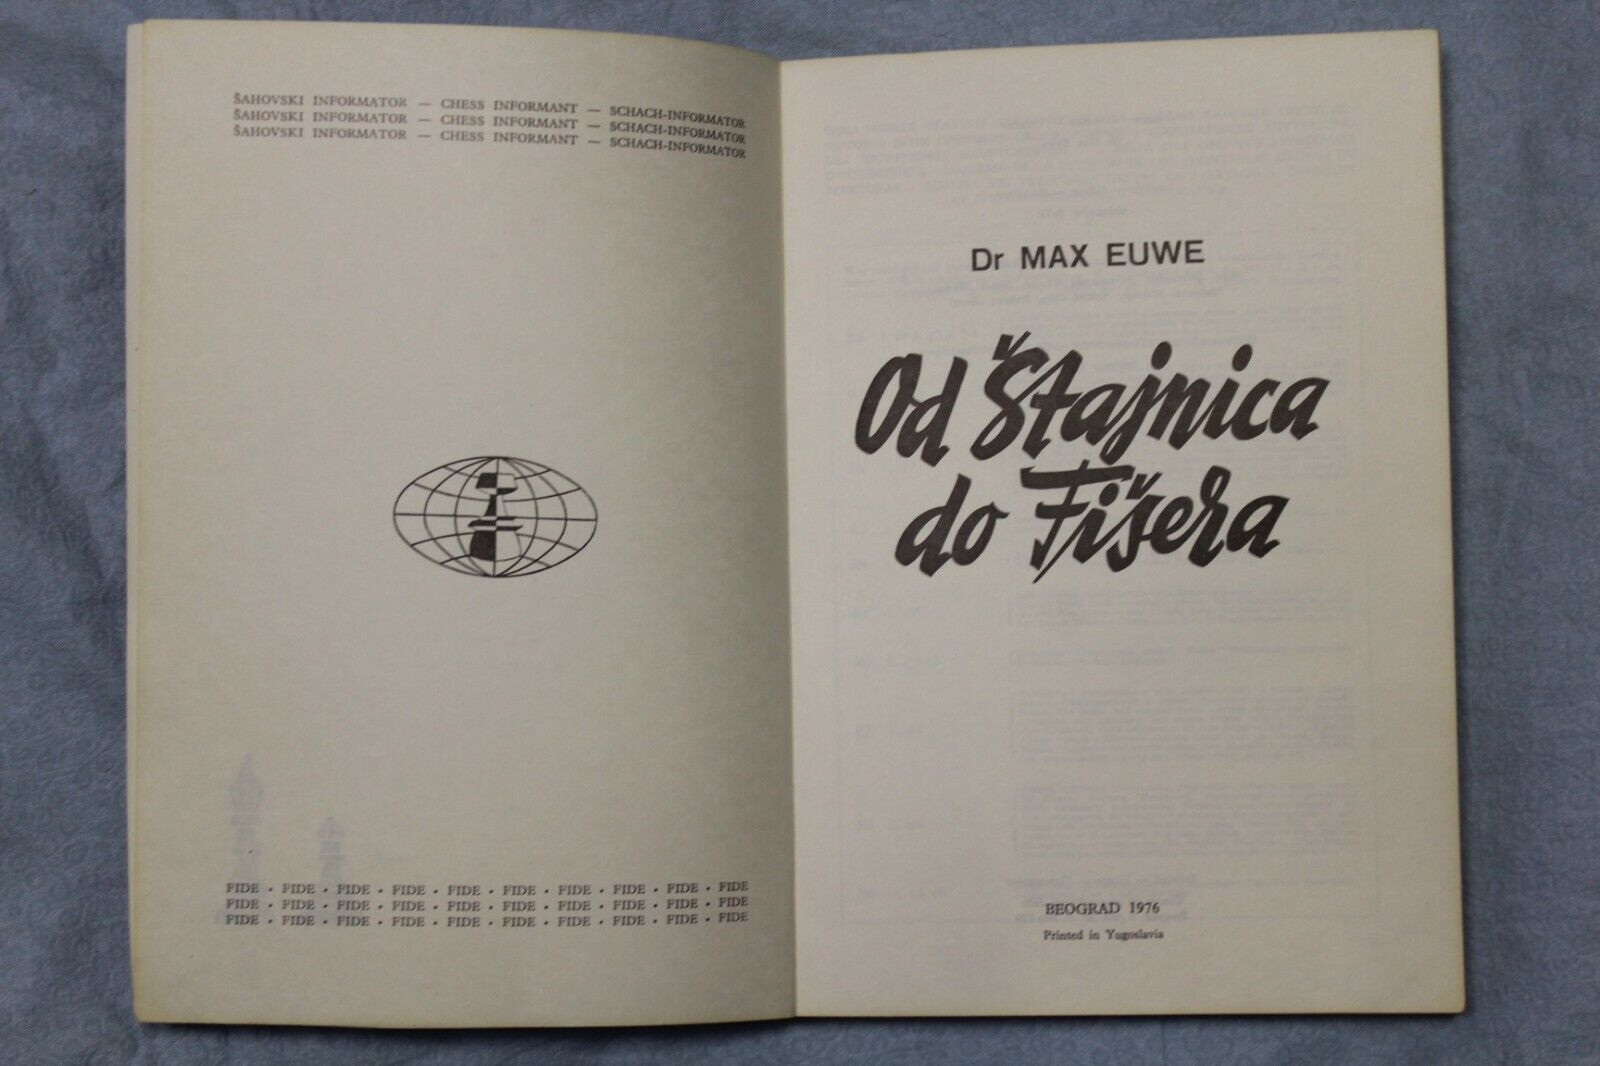 ŠAHOVSKI INFORMATOR — CHESS INFORMANT — SCHACH-INFORMATOR
ŠAHOVSKI INFORMATOR — CHESS INFORMANT — SCHACH-INFORMATOR
ŠAHOVSKI INFORMATOR — CHESS INFORMANT — SCHACH-INFORMATOR
FIDE • FIDE • FIDE • FIDE • FIDE • FIDE • FIDE • FIDE • FIDE • FIDE
FIDE • FIDE • FIDE • FIDE • FIDE • FIDE • FIDE • FIDE • FIDE • FIDE
FIDE • FIDE • FIDE • FIDE • FIDE • FIDE • FIDE • FIDE • FIDE • FIDE
Dr MAX EUWE
Od Štajnica
do Fišera
BEOGRAD 1976
Printed in Yugoslavia